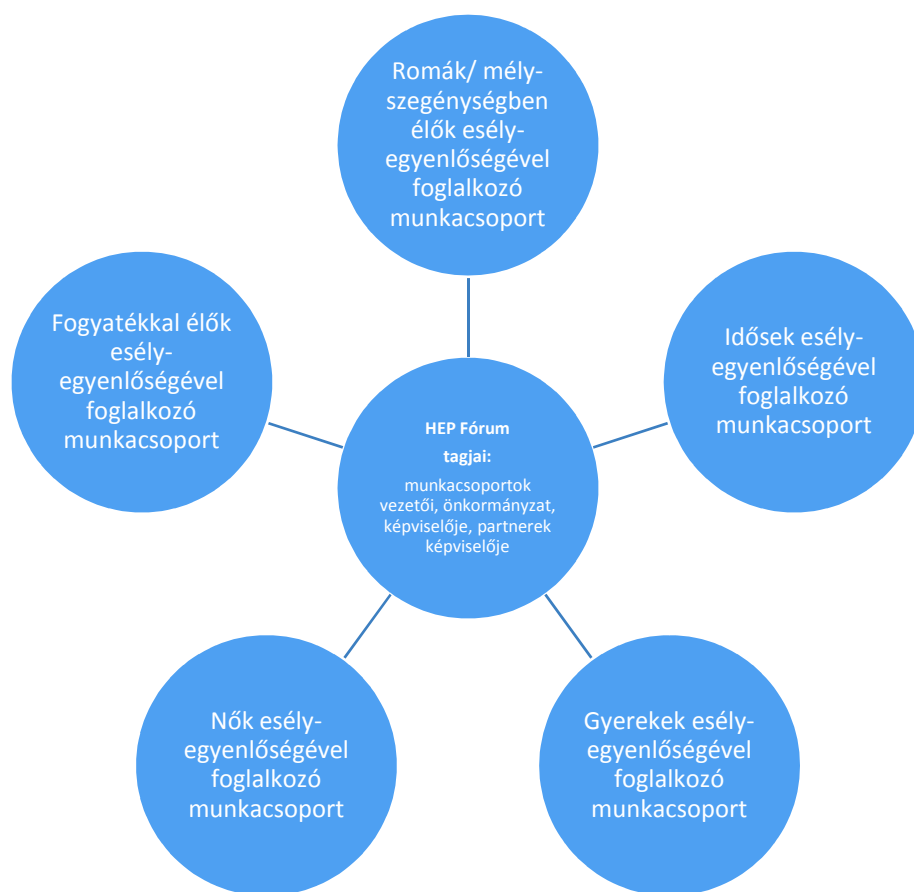 Romák/ mély-
szegénységben
élők esély-
egyenlőségével
foglalkozó
munkacsoport
Fogyatékkal élők
esély-
egyenlőségével
foglalkozó
munkacsoport
Idősek esély-
egyenlőségével
foglalkozó
munkacsoport
HEP Fórum
tagjai:
munkacsoportok
vezetői, önkormányzat,
képviselője, partnerek
képviselője
Nők esély-
egyenlőségével
foglalkozó
munkacsoport
Gyerekek esély-
egyenlőségével
foglalkozó
munkacsoport